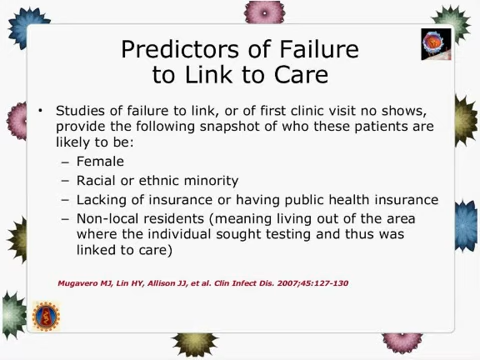 Predictors of Failure
to Link to Care
• Studies of failure to link, or of first clinic visit no shows,
provide the following snapshot of who these patients are
likely to be:
– Female
– Racial or ethnic minority
– Lacking of insurance or having public health insurance
– Non-local residents (meaning living out of the area
where the individual sought testing and thus was
linked to care)
Mugavero MJ, Lin HY, Allison JJ, et al. Clin Infect Dis. 2007;45:127-130